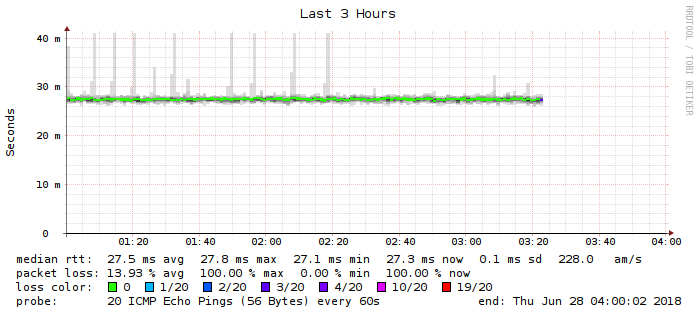 Last 3 Hours
RRDTOOL / TOBI OETIKER
Seconds
40 m
30 m
20 m
10 m
0
01:20 01:40 02:00 02:20 02:40 03:00 03:20 03:40 04:00
median rtt: 27.5 ms avg 27.8 ms max 27.1 ms min 27.3 ms now 0.1 ms sd 228.0 am/s
packet loss: 13.93 % avg 100.00 % max 0.00 % min 100.00 % now
loss color: 0 1/20 2/20 3/20 4/20 10/20 19/20
probe: 20 ICMP Echo Pings (56 Bytes) every 60s end: Thu Jun 28 04:00:02 2018